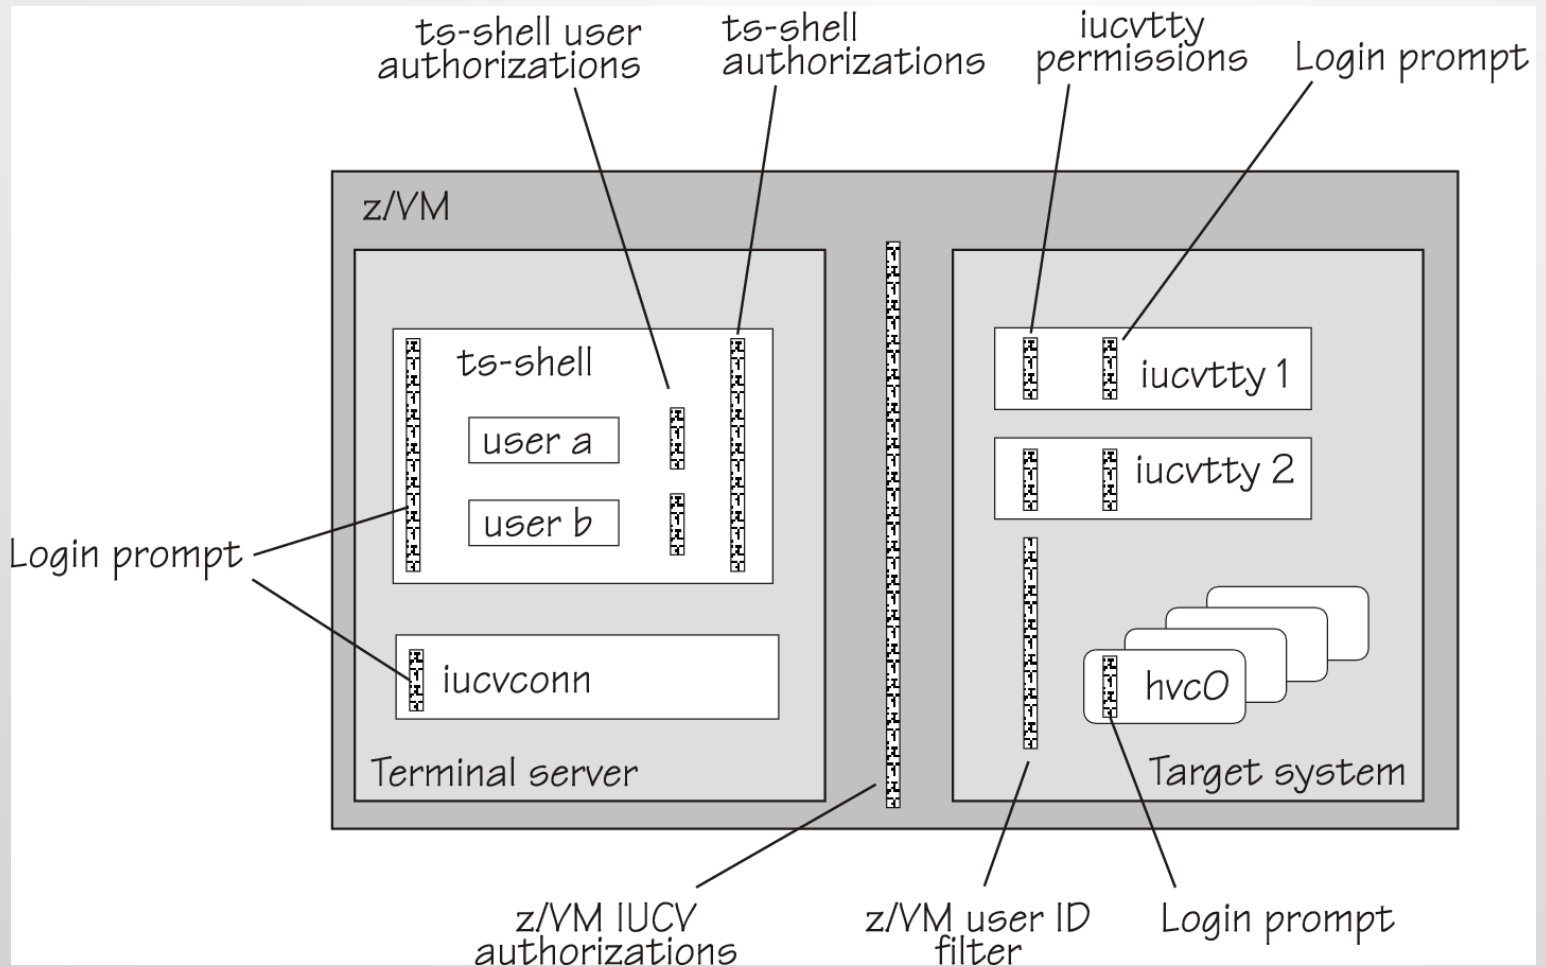 ts-shell user
authorizations
ts-shell
authorizations
iucvtty
permissions
Login prompt
z/VM
ts-shell
user a
user b
Login prompt
iucvconn
Terminal server
iucvtty 1
iucvtty 2
hvc0
Target system
z/VM IUCV
authorizations
z/VM user ID
filter
Login prompt